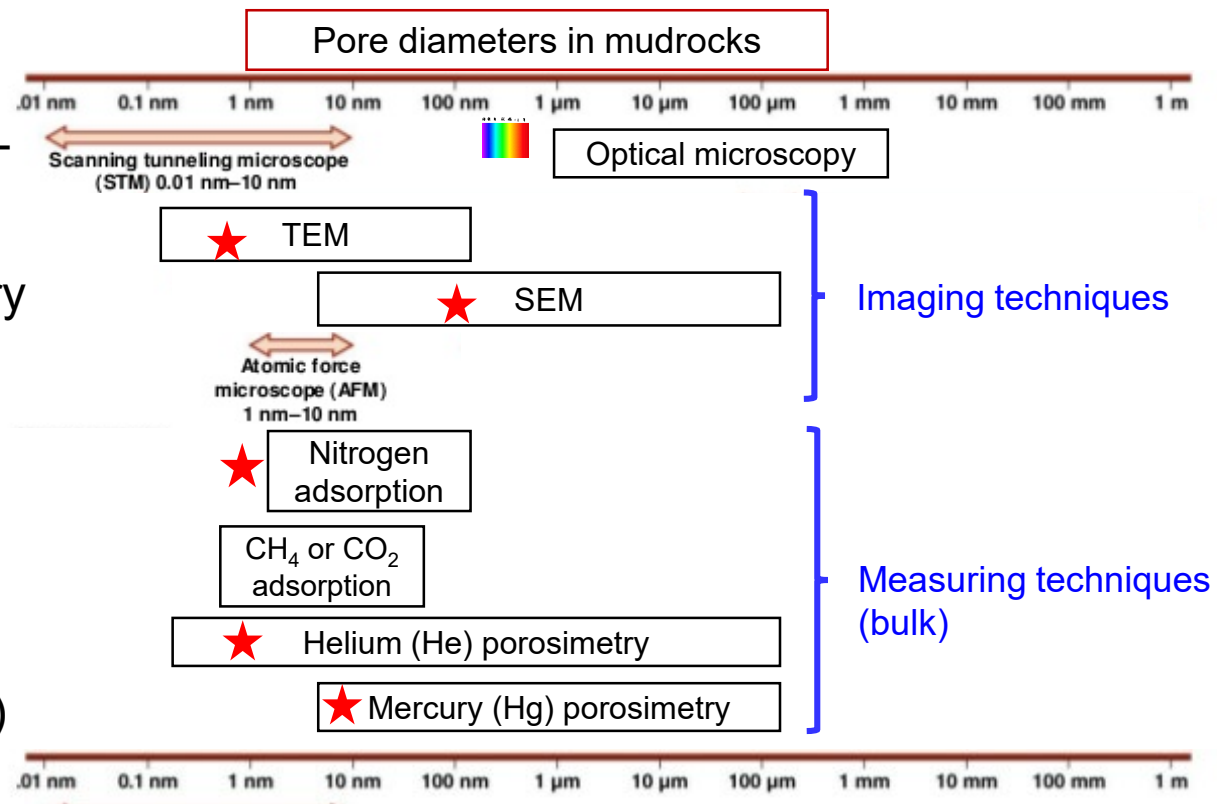 Pore diameters in mudrocks
.01 nm 0.1 nm 1 nm 10 nm 100 nm 1 µm 10 µm 100 µm 1 mm 10 mm 100 mm 1 m
Scanning tunneling microscope
(STM) 0.01 nm–10 nm
Optical microscopy
TEM
ry
SEM
Imaging techniques
Atomic force
microscope (AFM)
1 nm–10 nm
Nitrogen
adsorption
CH₄ or CO₂
adsorption
Measuring techniques
(bulk)
Helium (He) porosimetry
)
Mercury (Hg) porosimetry
.01 nm 0.1 nm 1 nm 10 nm 100 nm 1 µm 10 µm 100 µm 1 mm 10 mm 100 mm 1 m